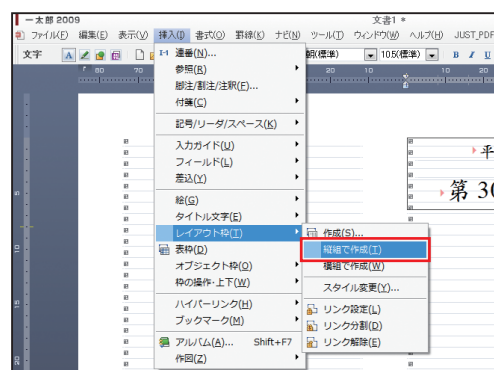 一太郎 2009
文書1 *
ファイル(F) 編集(E) 表示(V) 挿入(I) 書式(O) 罫線(K) ナビ(N) ツール(T) ウィンドウ(W) ヘルプ(H) JUST_PDF
文字 A 朝(標準) 10.5(標準) B I U
80 70 20 10 10 20
連番(N)...
参照(R)
脚注/割注/注釈(F)...
付箋(C)
記号/リーダ/スペース(K)
入力ガイド(U)
フィールド(L)
差込(Y)
絵(G)
タイトル文字(E)
レイアウト枠(T)
表枠(D)
オブジェクト枠(O)
枠の操作・上下(W)
ハイパーリンク(H)
ブックマーク(M)
アルバム(A)... Shift+F7
作図(Z)
作成(S)...
縦組で作成(T)
横組で作成(W)
スタイル変更(Y)...
リンク設定(L)
リンク分割(D)
リンク解除(E)
平
第 30